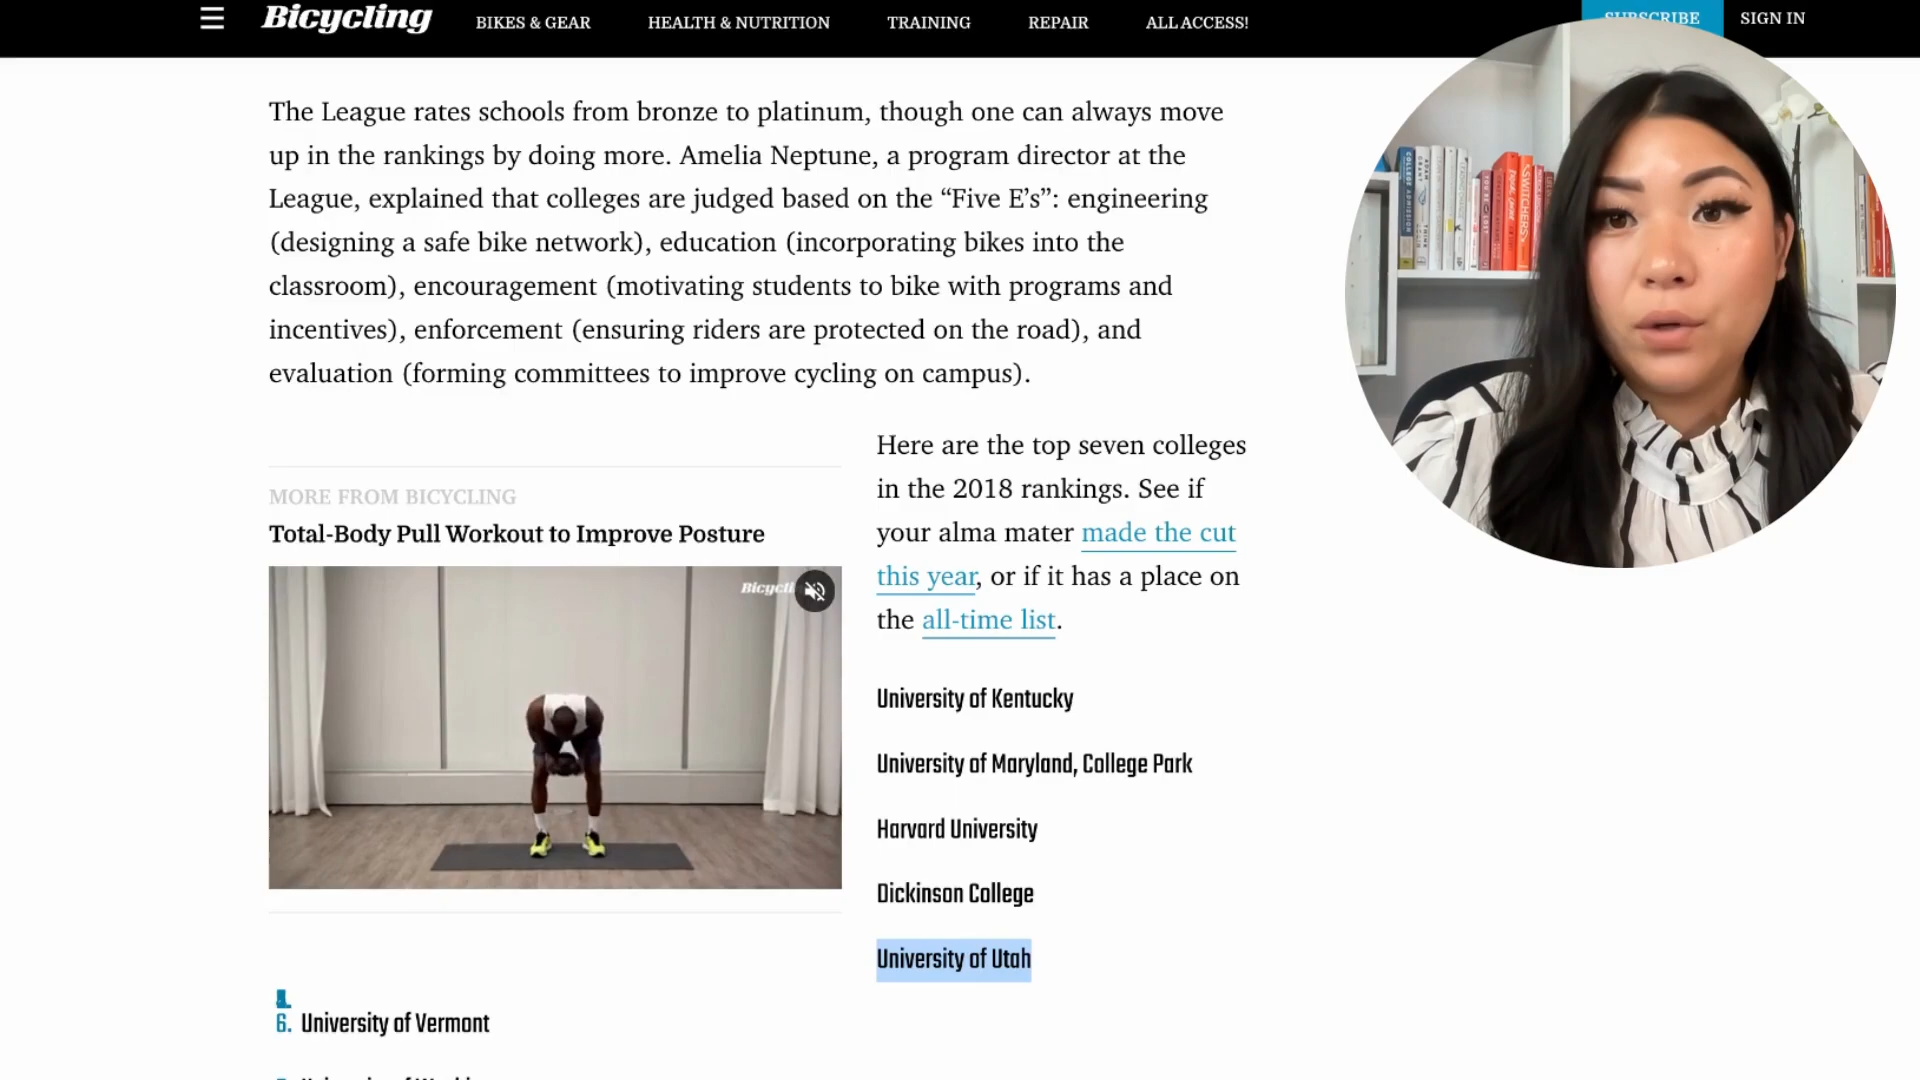 Bicycling
BIKES & GEAR
HEALTH & NUTRITION
TRAINING
REPAIR
ALL ACCESS!
SUBSCRIBE
SIGN IN
The League rates schools from bronze to platinum, though one can always move
up in the rankings by doing more. Amelia Neptune, a program director at the
League, explained that colleges are judged based on the “Five E’s”: engineering
(designing a safe bike network), education (incorporating bikes into the
classroom), encouragement (motivating students to bike with programs and
incentives), enforcement (ensuring riders are protected on the road), and
evaluation (forming committees to improve cycling on campus).
MORE FROM BICYCLING
Total-Body Pull Workout to Improve Posture
Here are the top seven colleges
in the 2018 rankings. See if
your alma mater made the cut
this year, or if it has a place on
the all-time list.
University of Kentucky
University of Maryland, College Park
Harvard University
Dickinson College
University of Utah
6. University of Vermont
COLLEGE ADMISSION
SWITCHERS